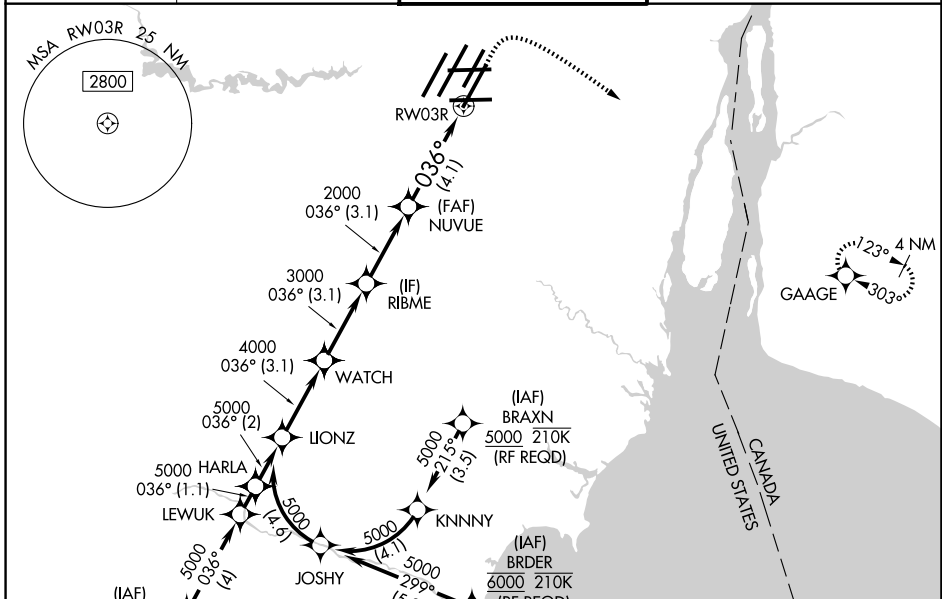 MSA RW03R 25 NM
2800
RW03R
036°
(4.1)
2000
036° (3.1)
(FAF)
NUVUE
3000
036° (3.1)
(IF)
RIBME
4000
036° (3.1)
WATCH
5000
036° (2)
LIONZ
HARLA
5000
036° (1.1)
LEWUK
5000
036°
(4)
(IAF)
5000
(4.6)
JOSHY
5000
(4.1)
KNNNY
5000
215°
(3.5)
(IAF)
BRAXN
5000 210K
(RF REQD)
5000
299°
(IAF)
BRDER
6000 210K
(RF REQD)
GAAGE
123°
4 NM
303°
CANADA
UNITED STATES